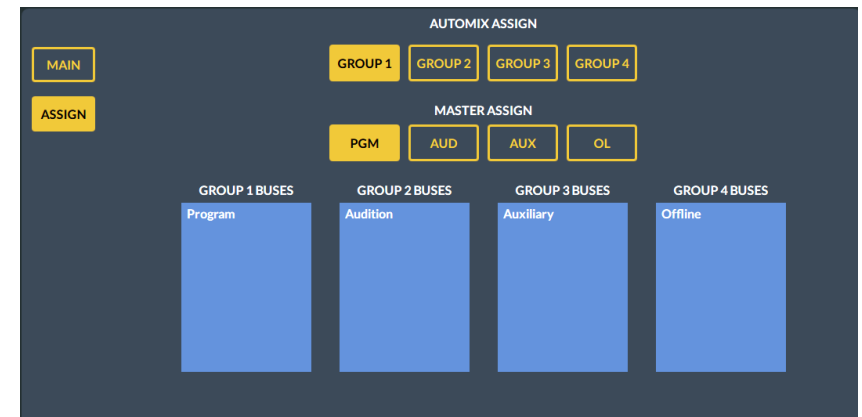 AUTOMIX ASSIGN
MAIN
GROUP 1 GROUP 2 GROUP 3 GROUP 4
ASSIGN
MASTER ASSIGN
PGM AUD AUX OL
GROUP 1 BUSES GROUP 2 BUSES GROUP 3 BUSES GROUP 4 BUSES
Program Audition Auxiliary Offline